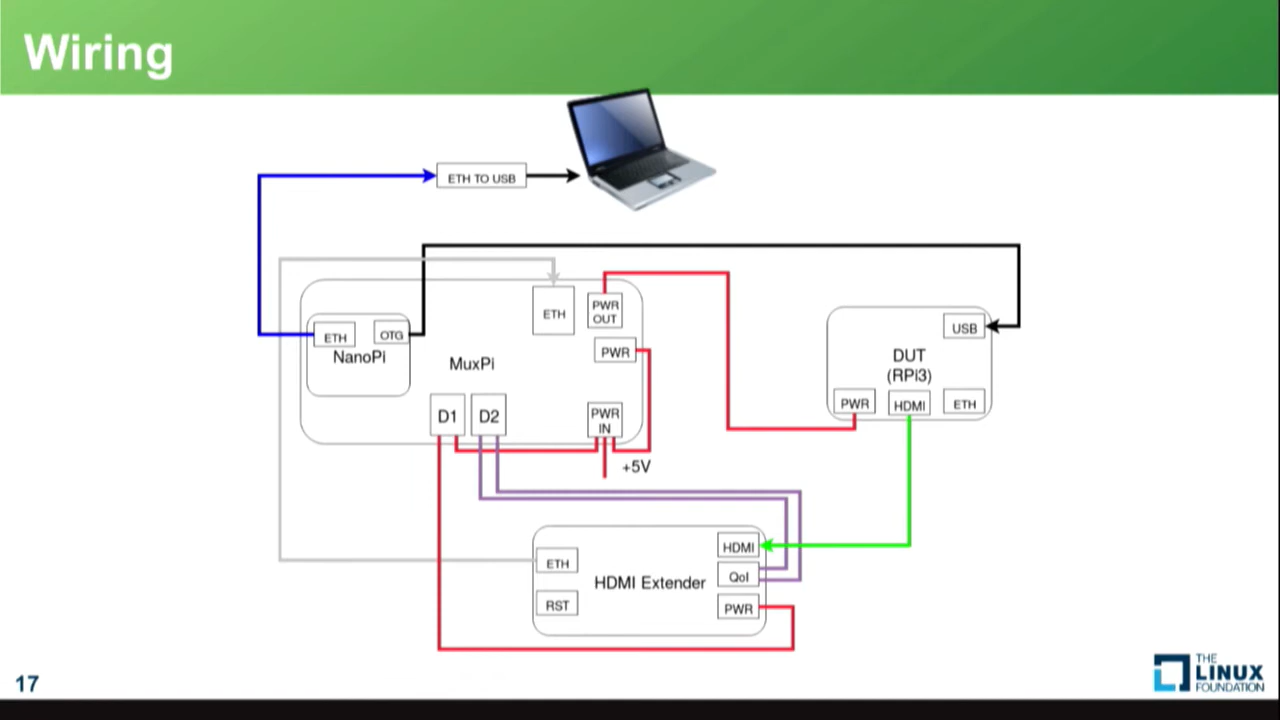 Wiring
ETH TO USB
ETH
OTG
NanoPi
MuxPi
ETH
PWR
OUT
PWR
D1
D2
PWR
IN
+5V
USB
DUT
(RPi3)
PWR
HDMI
ETH
ETH
RST
HDMI Extender
HDMI
QoI
PWR
17
THE
LINUX
FOUNDATION